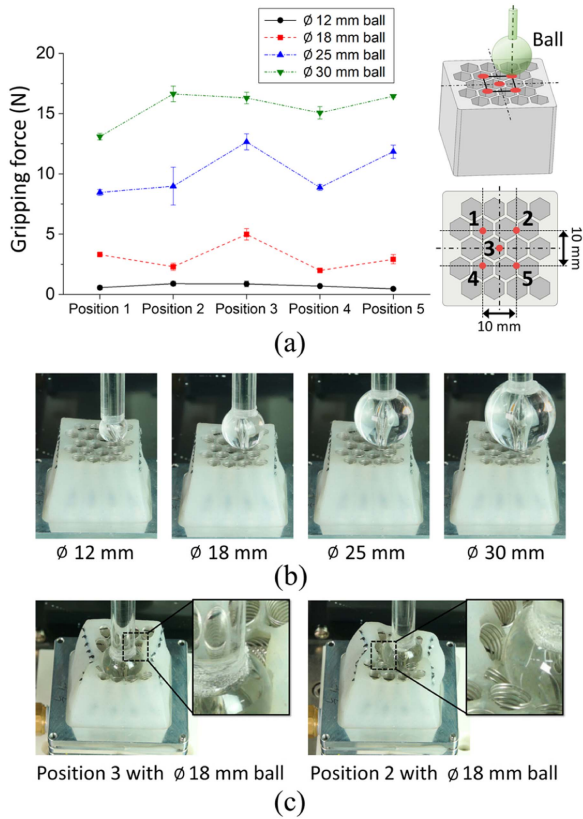 Ø 12 mm ball
Ø 18 mm ball
Ø 25 mm ball
Ø 30 mm ball
Gripping force (N)
20
15
10
5
0
Position 1 Position 2 Position 3 Position 4 Position 5
Ball
1 2
3
4 5
10 mm
10 mm
(a)
Ø 12 mm Ø 18 mm Ø 25 mm Ø 30 mm
(b)
Position 3 with Ø 18 mm ball Position 2 with Ø 18 mm ball
(c)